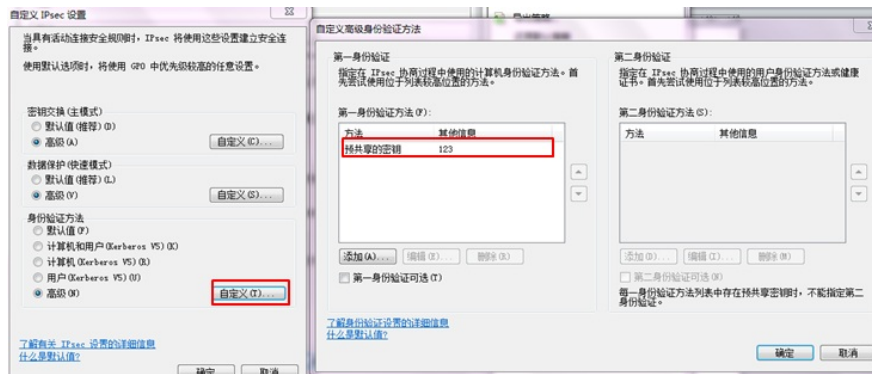 自定义 IPsec 设置
当具有活动连接安全规则时，IPsec 将使用这些设置建立安全连
接。
使用默认选项时，将使用 GPO 中优先级较高的任意设置。
密钥交换(主模式)
默认值(推荐)(D)
高级(A)
自定义(C)...
数据保护(快速模式)
默认值(推荐)(L)
高级(V)
自定义(S)...
身份验证方法
默认值(F)
计算机和用户(Kerberos V5)(K)
计算机(Kerberos V5)(R)
用户(Kerberos V5)(U)
高级(N)
自定义(T)...
了解有关 IPsec 设置的详细信息
什么是默认值?
确定
取消
自定义高级身份验证方法
第一身份验证
指定在 IPsec 协商过程中使用的计算机身份验证方法。首
先尝试使用位于列表较高位置的方法。
第一身份验证方法(F):
方法 其他信息
预共享的密钥 123
添加(A)...
编辑(E)...
删除(R)
第一身份验证可选(T)
第二身份验证
指定在 IPsec 协商过程中使用的用户身份验证方法或健康
证书。首先尝试使用位于列表较高位置的方法。
第二身份验证方法(S):
方法 其他信息
添加(D)...
编辑(I)...
删除(M)
第二身份验证可选(N)
每一身份验证方法列表中存在预共享密钥时，不能指定第二
身份验证。
了解身份验证设置的详细信息
什么是默认值?
确定
取消